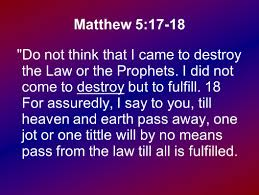 Matthew 5:17-18
"Do not think that I came to destroy
the Law or the Prophets. I did not
come to destroy but to fulfill. 18
For assuredly, I say to you, till
heaven and earth pass away, one
jot or one tittle will by no means
pass from the law till all is fulfilled.